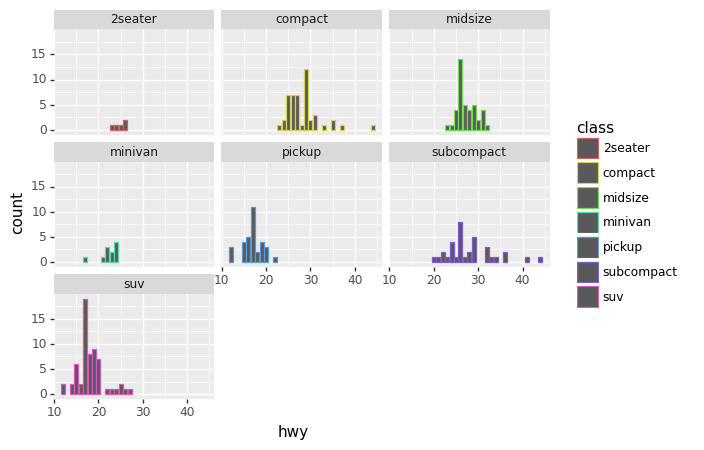 2seater compact midsize
15
10
5
0
minivan pickup subcompact
15
10
5
0
10 20 30 40 10 20 30 40
suv
15
10
5
0
10 20 30 40
count
hwy
class
2seater
compact
midsize
minivan
pickup
subcompact
suv